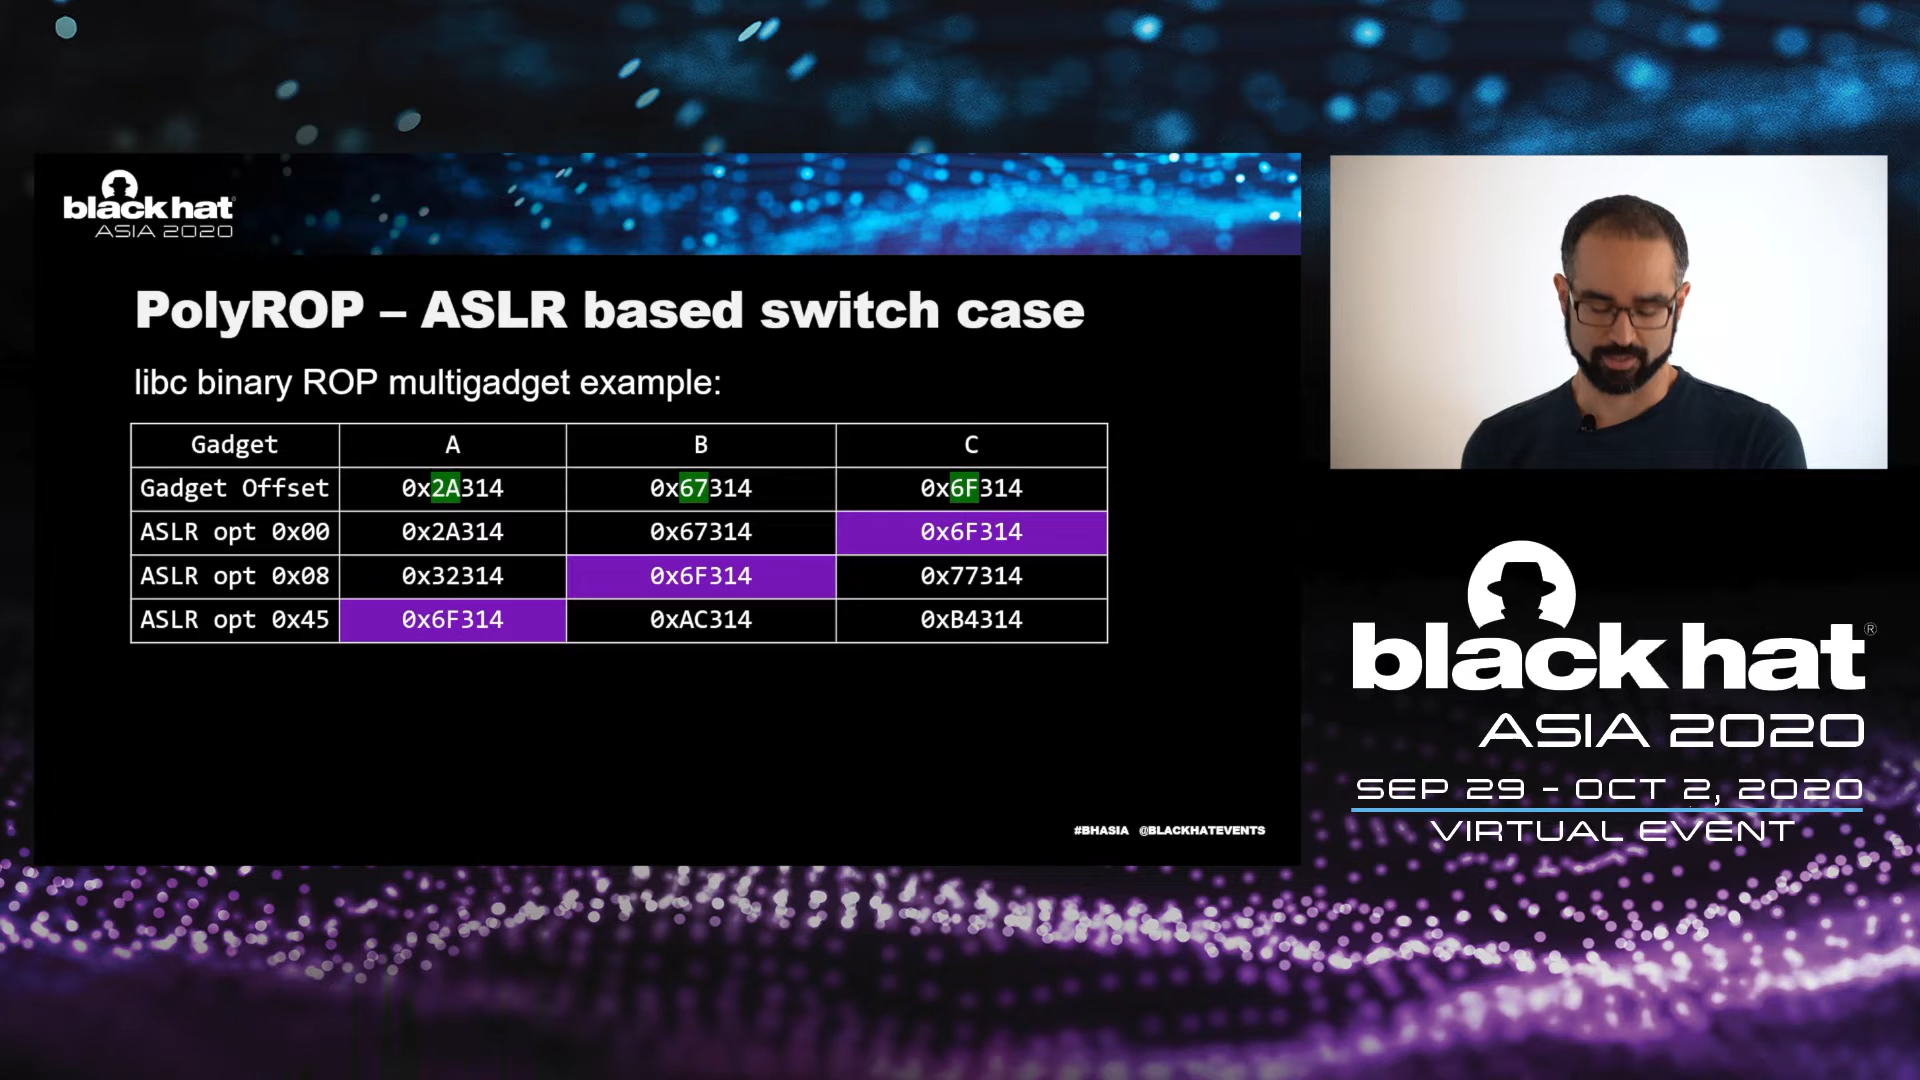 black hat
ASIA 2020
PolyROP – ASLR based switch case
libc binary ROP multigadget example:
Gadget A B C
Gadget Offset 0x2A314 0x67314 0x6F314
ASLR opt 0x00 0x2A314 0x67314 0x6F314
ASLR opt 0x08 0x32314 0x6F314 0x77314
ASLR opt 0x45 0x6F314 0xAC314 0xB4314
#BHASIA @BLACKHATEVENTS
black hat®
ASIA 2020
SEP 29 - OCT 2, 2020
VIRTUAL EVENT